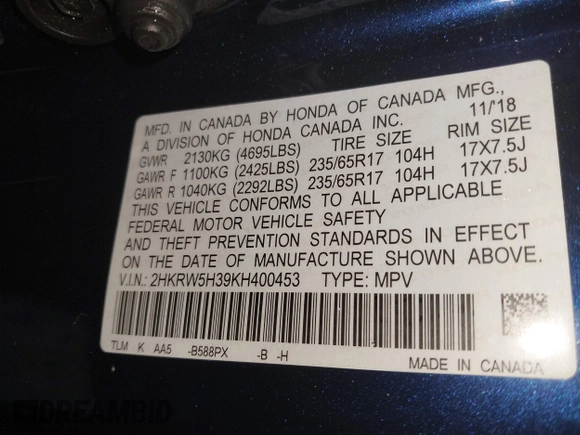 MFD. IN CANADA BY HONDA OF CANADA MFG.,
A DIVISION OF HONDA CANADA INC. 11/'18
GVWR 2130KG (4695LBS) TIRE SIZE RIM SIZE
GAWR F 1100KG (2425LBS) 235/65R17 104H 17X7.5J
GAWR R 1040KG (2292LBS) 235/65R17 104H 17X7.5J
THIS VEHICLE CONFORMS TO ALL APPLICABLE
FEDERAL MOTOR VEHICLE SAFETY
AND THEFT PREVENTION STANDARDS IN EFFECT
ON THE DATE OF MANUFACTURE SHOWN ABOVE.
V.I.N.: 2HKRW5H39KH400453 TYPE: MPV
TLM K AA5 -B588PX -B -H
MADE IN CANADA
DREAMBID